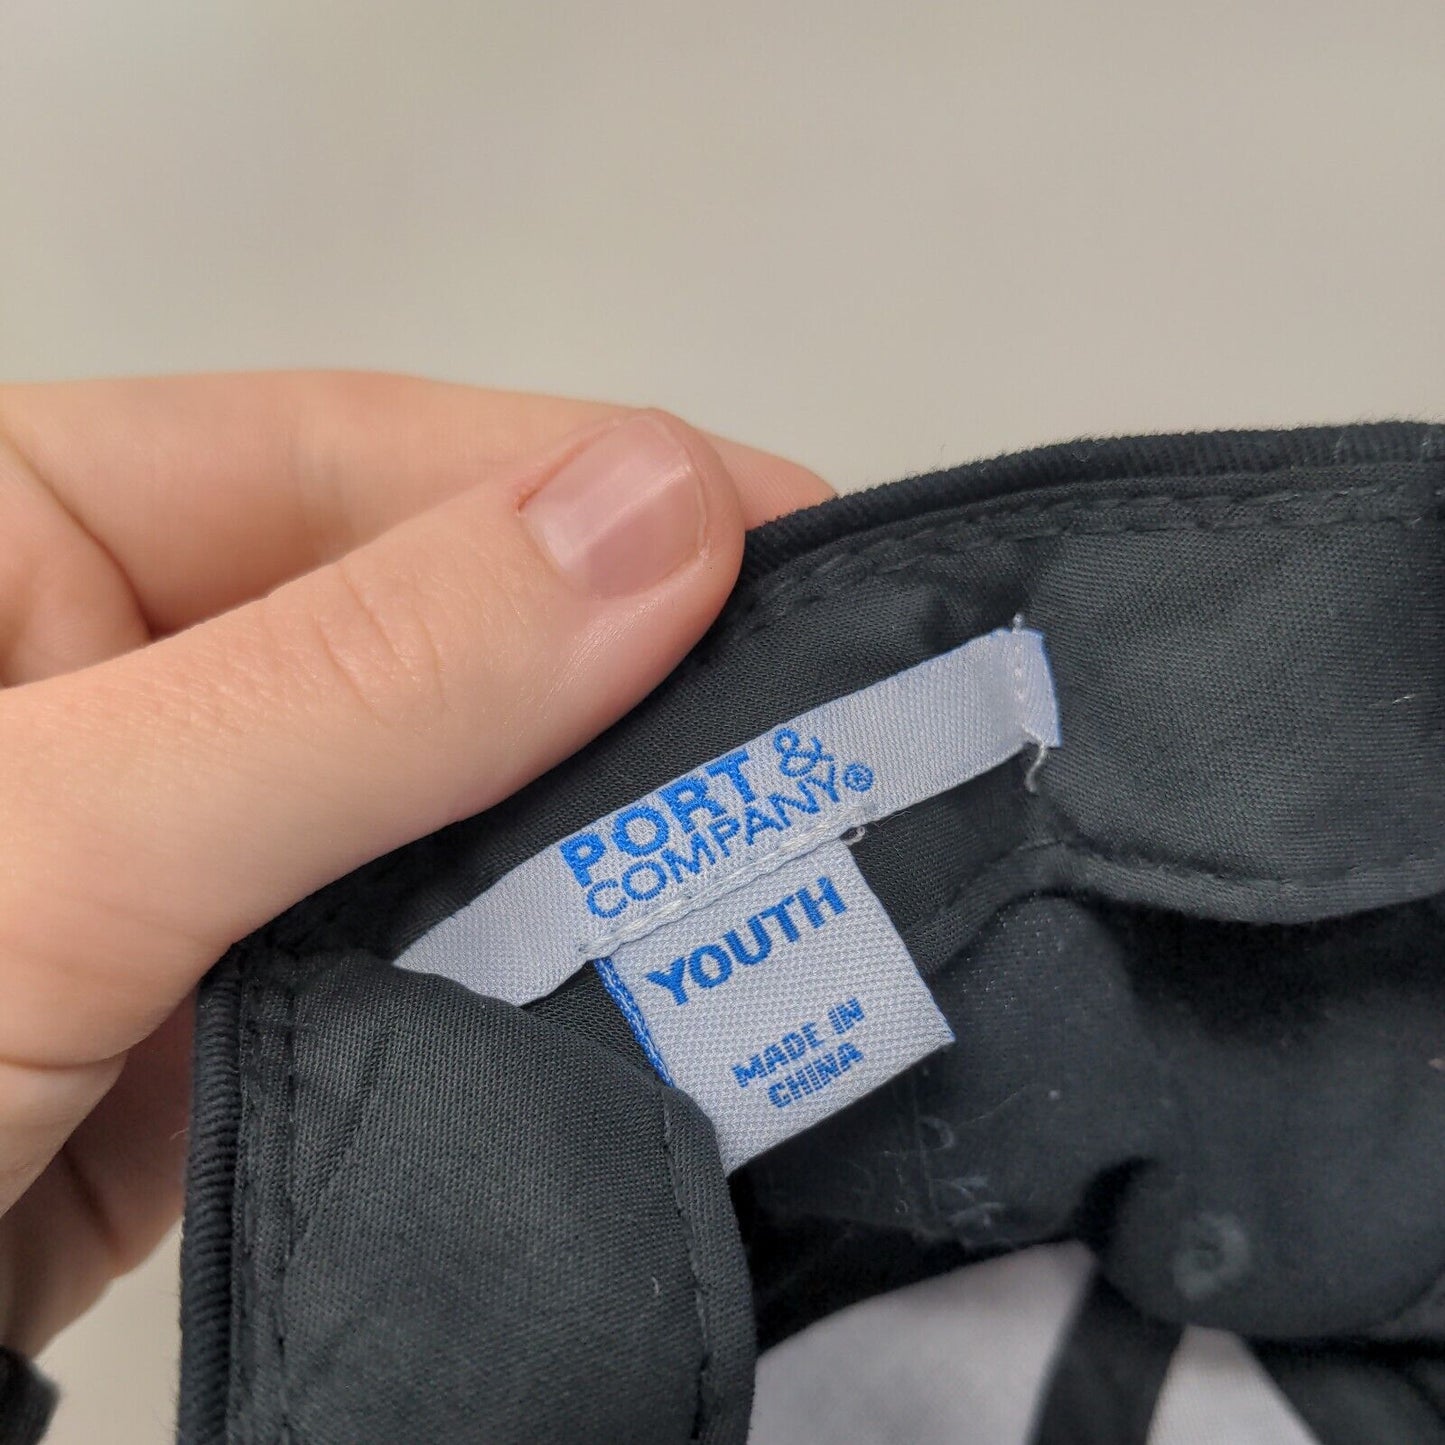 PORT &
COMPANY®
YOUTH
MADE IN
CHINA